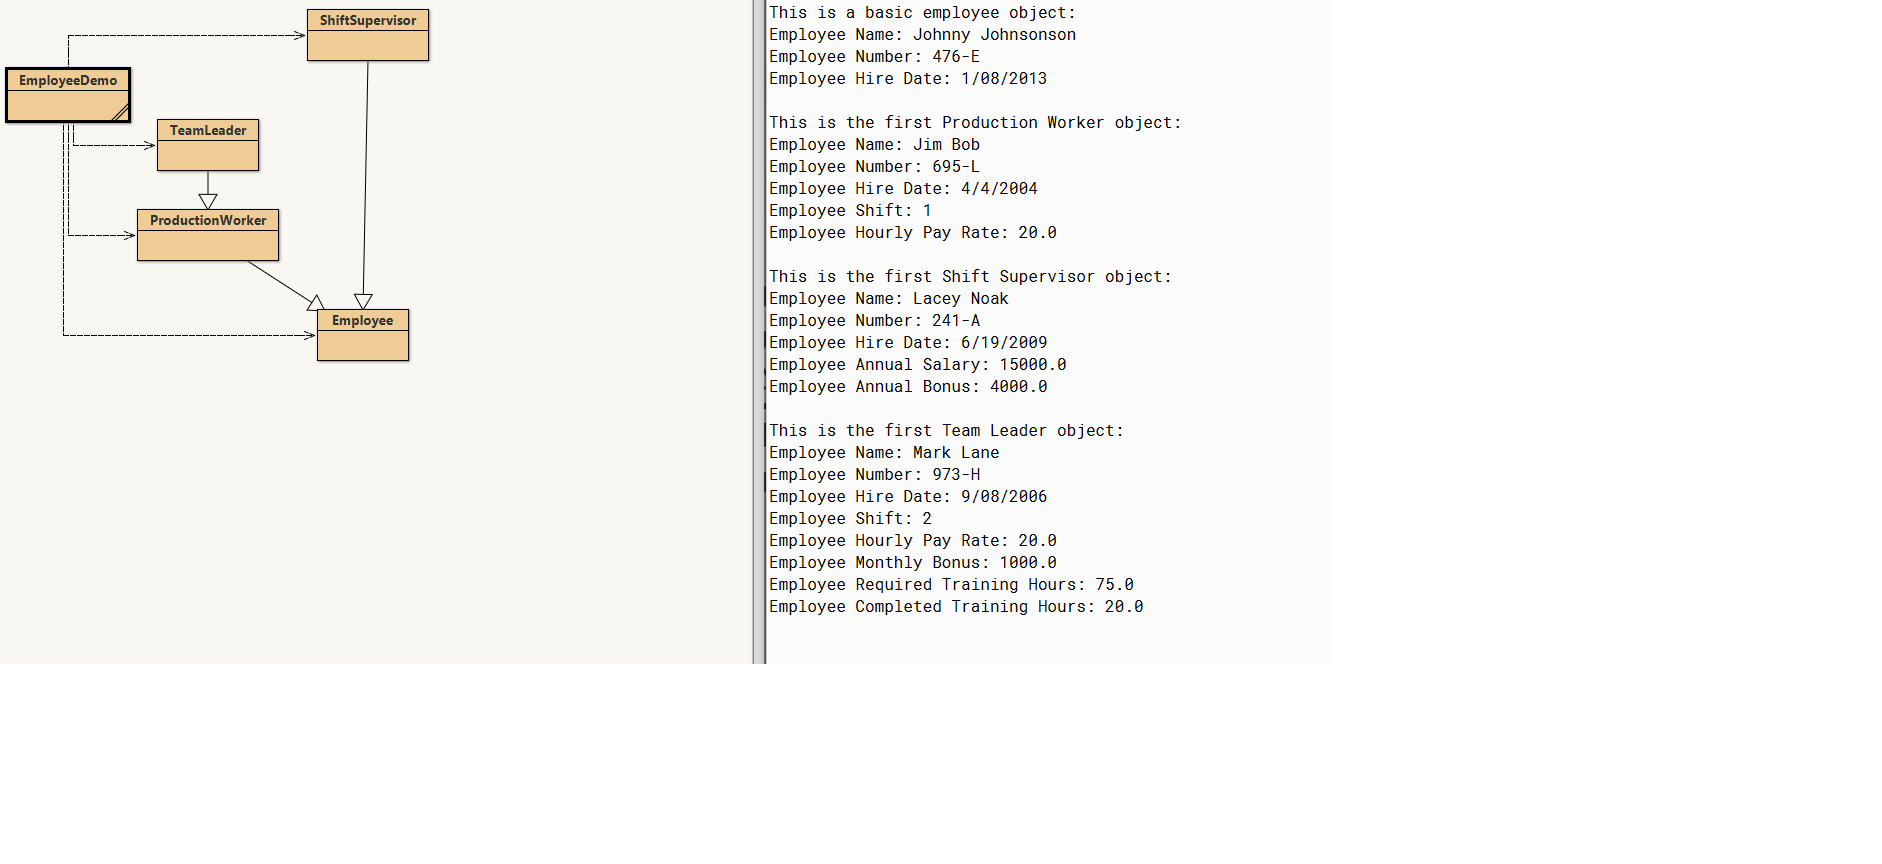 ShiftSupervisor
EmployeeDemo
TeamLeader
ProductionWorker
Employee
This is a basic employee object:
Employee Name: Johnny Johnsonson
Employee Number: 476-E
Employee Hire Date: 1/08/2013
This is the first Production Worker object:
Employee Name: Jim Bob
Employee Number: 695-L
Employee Hire Date: 4/4/2004
Employee Shift: 1
Employee Hourly Pay Rate: 20.0
This is the first Shift Supervisor object:
Employee Name: Lacey Noak
Employee Number: 241-A
Employee Hire Date: 6/19/2009
Employee Annual Salary: 15000.0
Employee Annual Bonus: 4000.0
This is the first Team Leader object:
Employee Name: Mark Lane
Employee Number: 973-H
Employee Hire Date: 9/08/2006
Employee Shift: 2
Employee Hourly Pay Rate: 20.0
Employee Monthly Bonus: 1000.0
Employee Required Training Hours: 75.0
Employee Completed Training Hours: 20.0